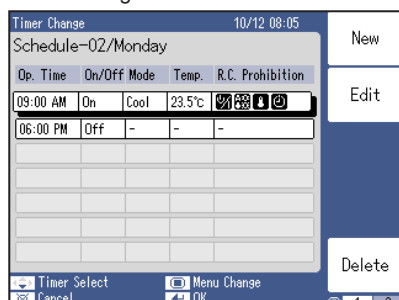 Timer Change 10/12 08:05
Schedule-02/Monday
Op. Time On/Off Mode Temp. R.C. Prohibition
09:00 AM On Cool 23.5°c
06:00 PM Off - - -
Timer Select Menu Change
Cancel OK
New
Edit
Delete